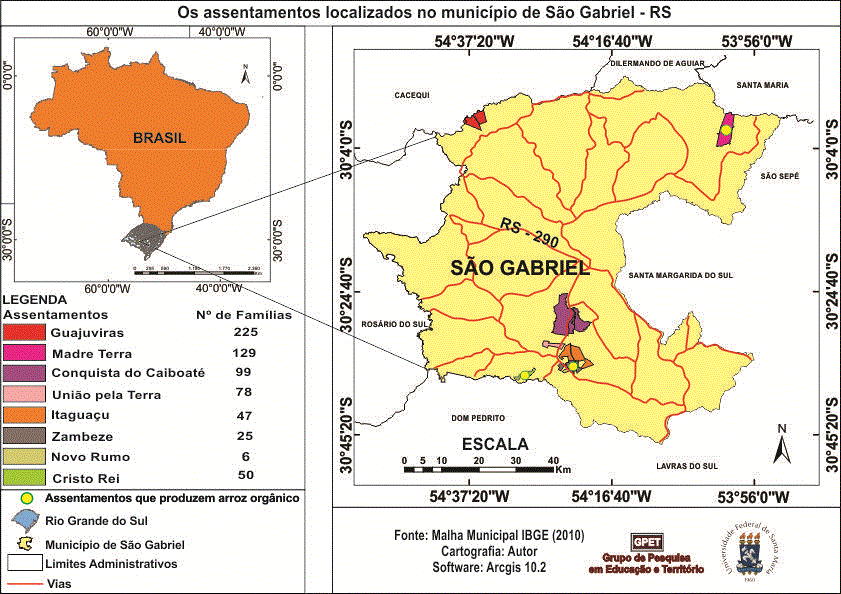 Os assentamentos localizados no município de São Gabriel - RS
60°0'0"W 40°0'0"W
0°0'0"
0°0'0"
N
BRASIL
30°0'0"S
30°0'0"S
60°0'0"W 40°0'0"W
LEGENDA
Assentamentos Nº de Famílias
Guajuviras 225
Madre Terra 129
Conquista do Caiboaté 99
União pela Terra 78
Itaguaçu 47
Zambeze 25
Novo Rumo 6
Cristo Rei 50
Assentamentos que produzem arroz orgânico
Rio Grande do Sul
Município de São Gabriel
Limites Administrativos
Vias
54°37'20"W 54°16'40"W 53°56'0"W
DILERMANDO DE AGUIAR
SANTA MARIA
CACEQUI
30°4'0"S
30°4'0"S
SÃO SEPÉ
RS - 290
SÃO GABRIEL
SANTA MARGARIDA DO SUL
30°24'40"S
30°24'40"S
ROSÁRIO DO SUL
DOM PEDRITO
30°45'20"S
30°45'20"S
N
ESCALA
0 5 10 20 30 40
Km
LAVRAS DO SUL
54°37'20"W 54°16'40"W 53°56'0"W
Fonte: Malha Municipal IBGE (2010)
Cartografia: Autor
Software: Arcgis 10.2
GPET
Grupo de Pesquisa
em Educação e Território
Universidade Federal de Santa Maria
1960